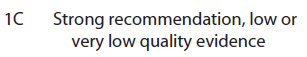 1C Strong recommendation, low or
very low quality evidence